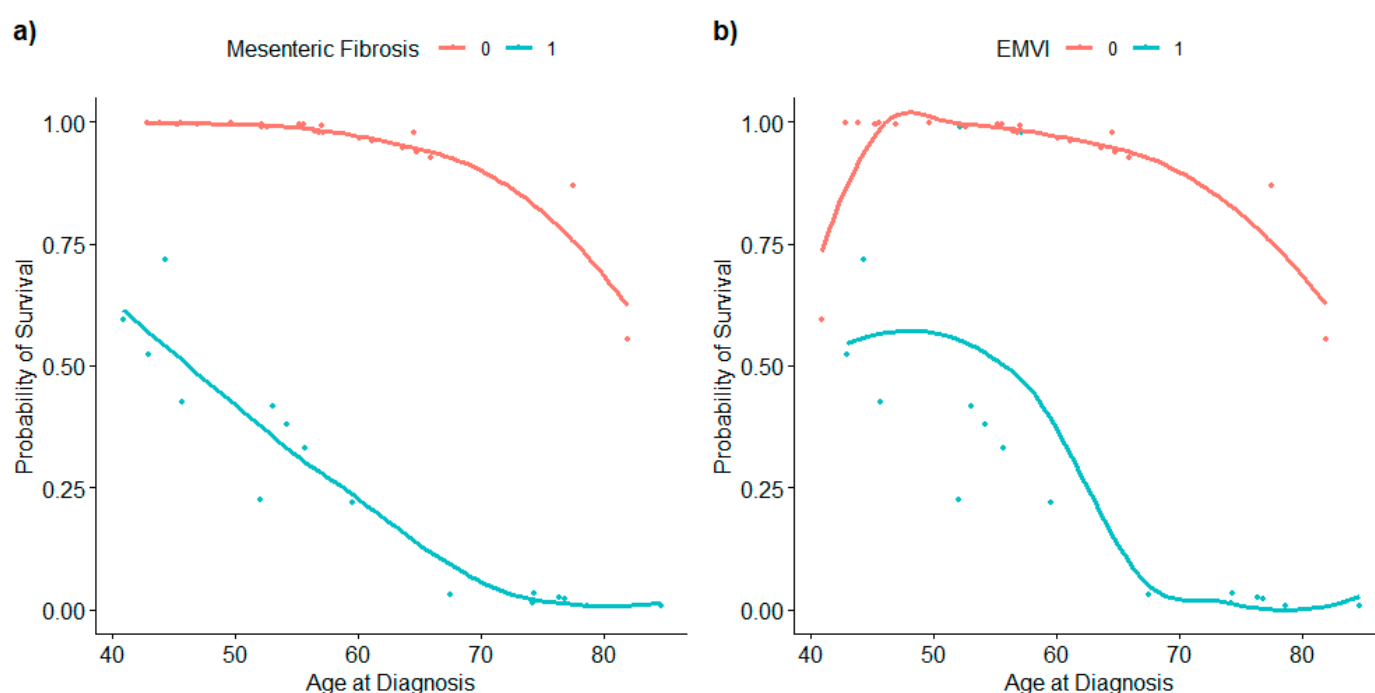 a)
Mesenteric Fibrosis 0 1
Probability of Survival
1.00
0.75
0.50
0.25
0.00
40 50 60 70 80
Age at Diagnosis
b)
EMVI 0 1
Probability of Survival
1.00
0.75
0.50
0.25
0.00
40 50 60 70 80
Age at Diagnosis